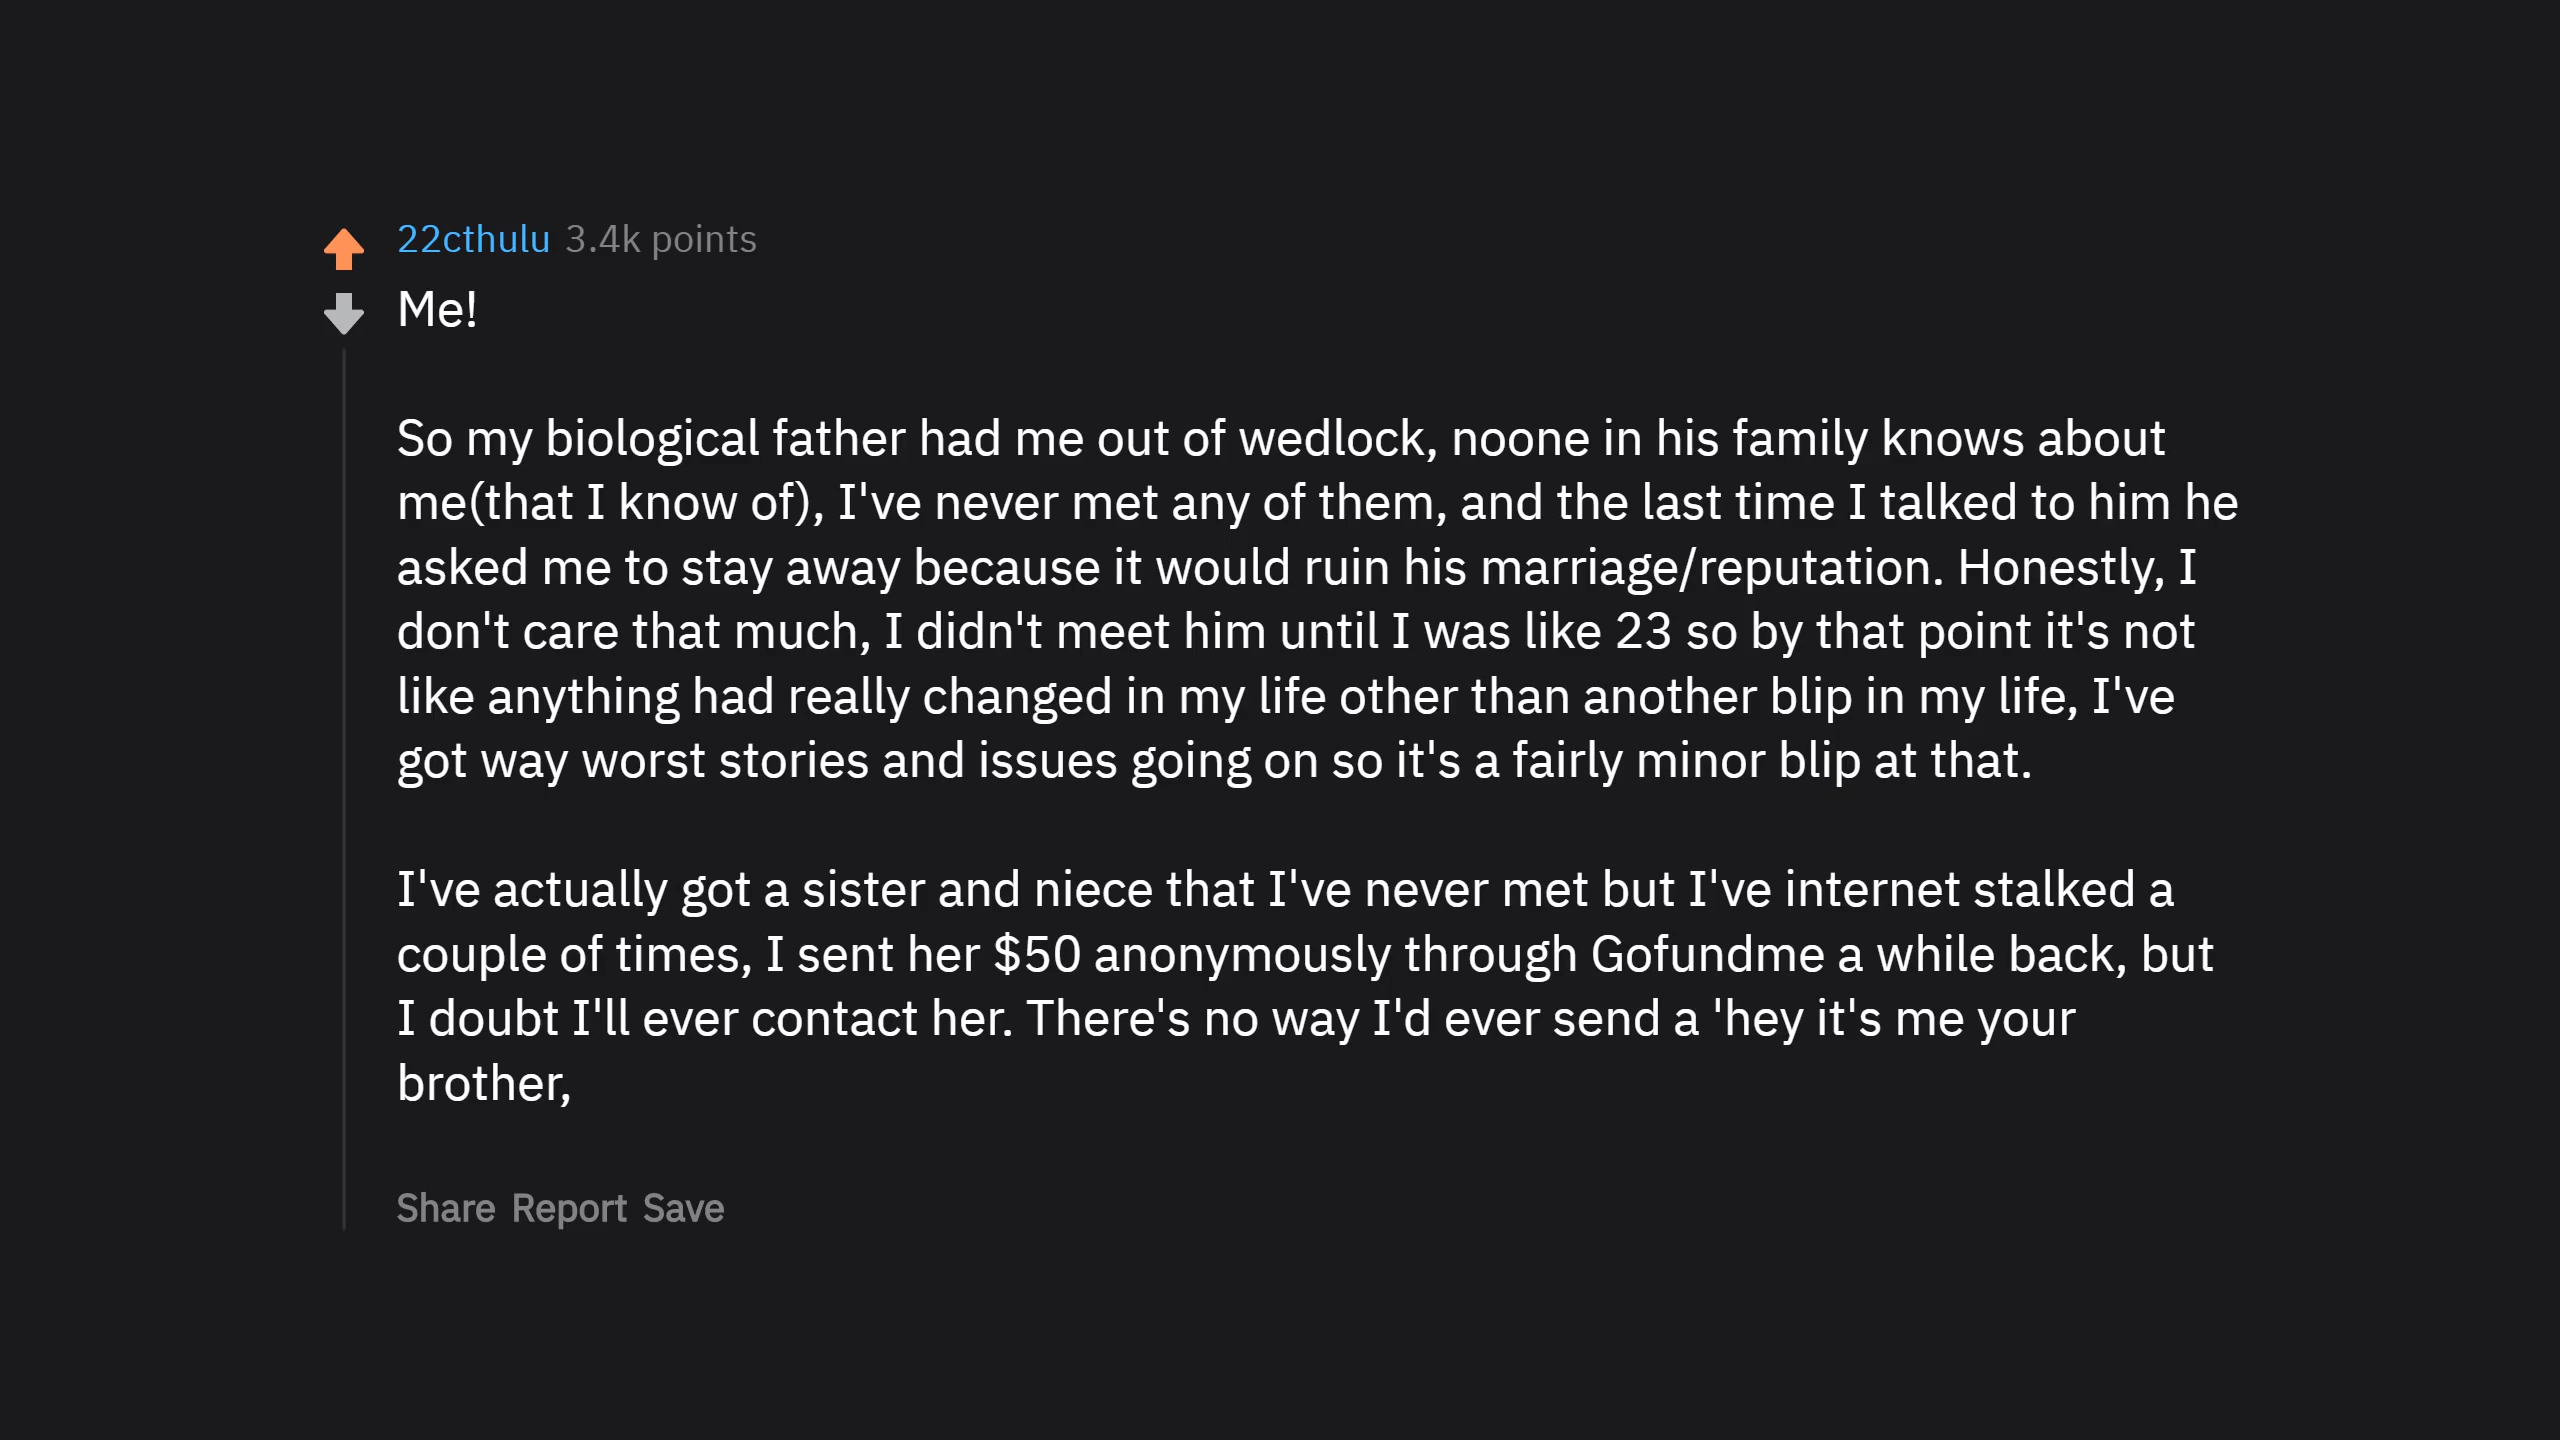 22cthulu 3.4k points
Me!
So my biological father had me out of wedlock, noone in his family knows about
me(that I know of), I've never met any of them, and the last time I talked to him he
asked me to stay away because it would ruin his marriage/reputation. Honestly, I
don't care that much, I didn't meet him until I was like 23 so by that point it's not
like anything had really changed in my life other than another blip in my life, I've
got way worst stories and issues going on so it's a fairly minor blip at that.
I've actually got a sister and niece that I've never met but I've internet stalked a
couple of times, I sent her $50 anonymously through Gofundme a while back, but
I doubt I'll ever contact her. There's no way I'd ever send a 'hey it's me your
brother,
Share Report Save